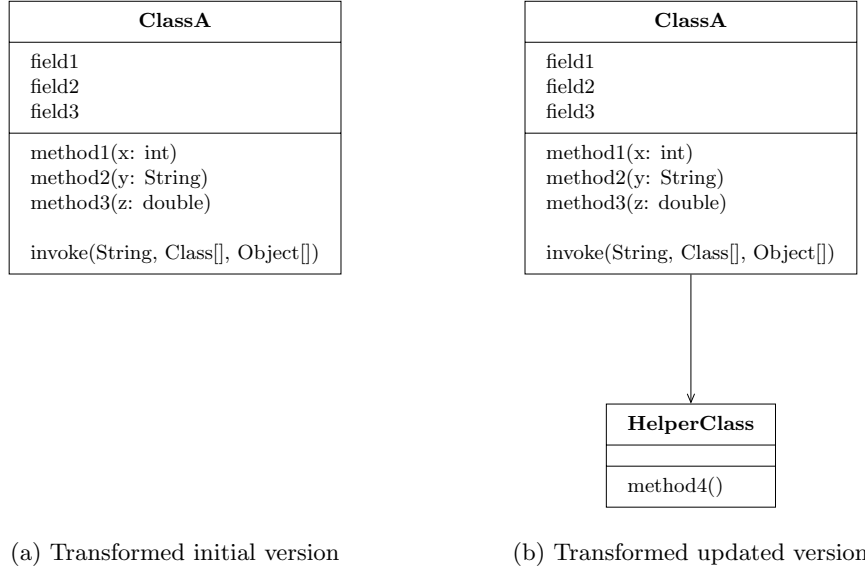 ClassA
field1
field2
field3
method1(x: int)
method2(y: String)
method3(z: double)
invoke(String, Class[], Object[])
(a) Transformed initial version
ClassA
field1
field2
field3
method1(x: int)
method2(y: String)
method3(z: double)
invoke(String, Class[], Object[])
HelperClass
method4()
(b) Transformed updated version